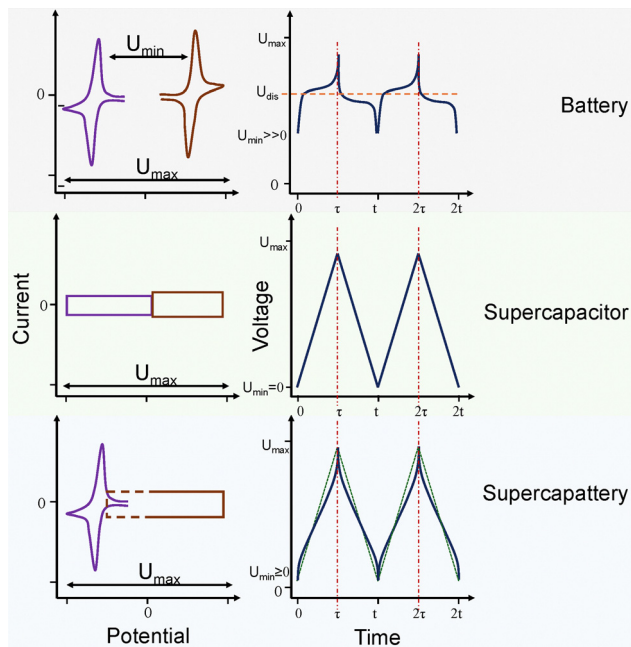 U_min
0
U_max
U_max
U_dis
U_min>>0
0
0 τ t 2τ 2t
Battery
Current
0
U_max
Voltage
U_max
U_min=0
0 τ t 2τ 2t
Supercapacitor
0
U_max
0
Potential
U_max
U_min≥0
0
0 τ t 2τ 2t
Time
Supercapattery